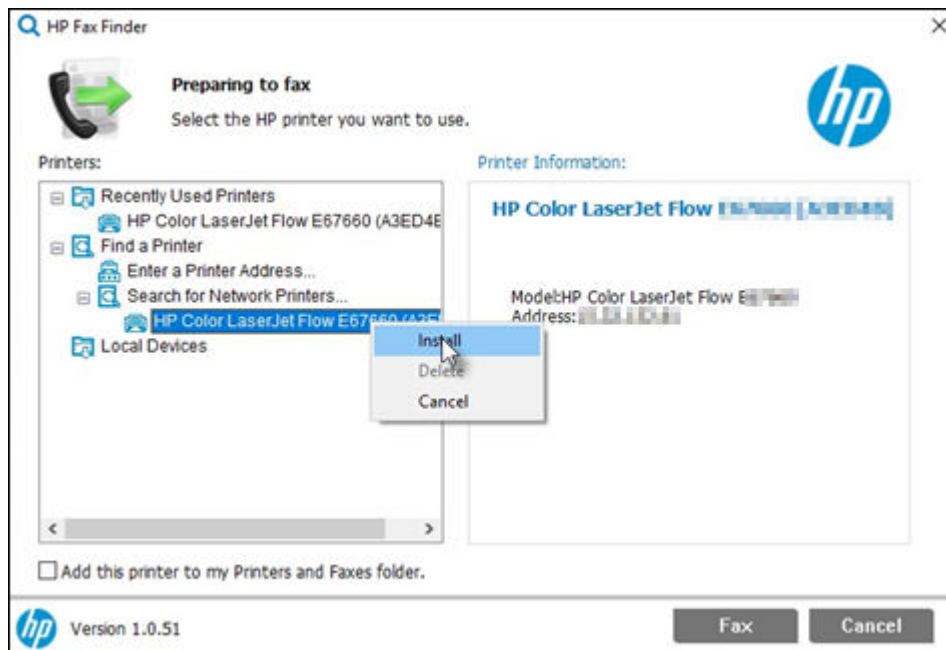 HP Fax Finder
Preparing to fax
Select the HP printer you want to use.
hp
Printers:
Printer Information:
Recently Used Printers
HP Color LaserJet Flow E67660 (A3ED4E
Find a Printer
Enter a Printer Address...
Search for Network Printers...
HP Color LaserJet Flow E67660 (A3E
Local Devices
Install
Delete
Cancel
HP Color LaserJet Flow
Model:HP Color LaserJet Flow
Address:
Add this printer to my Printers and Faxes folder.
hp
Version 1.0.51
Fax
Cancel